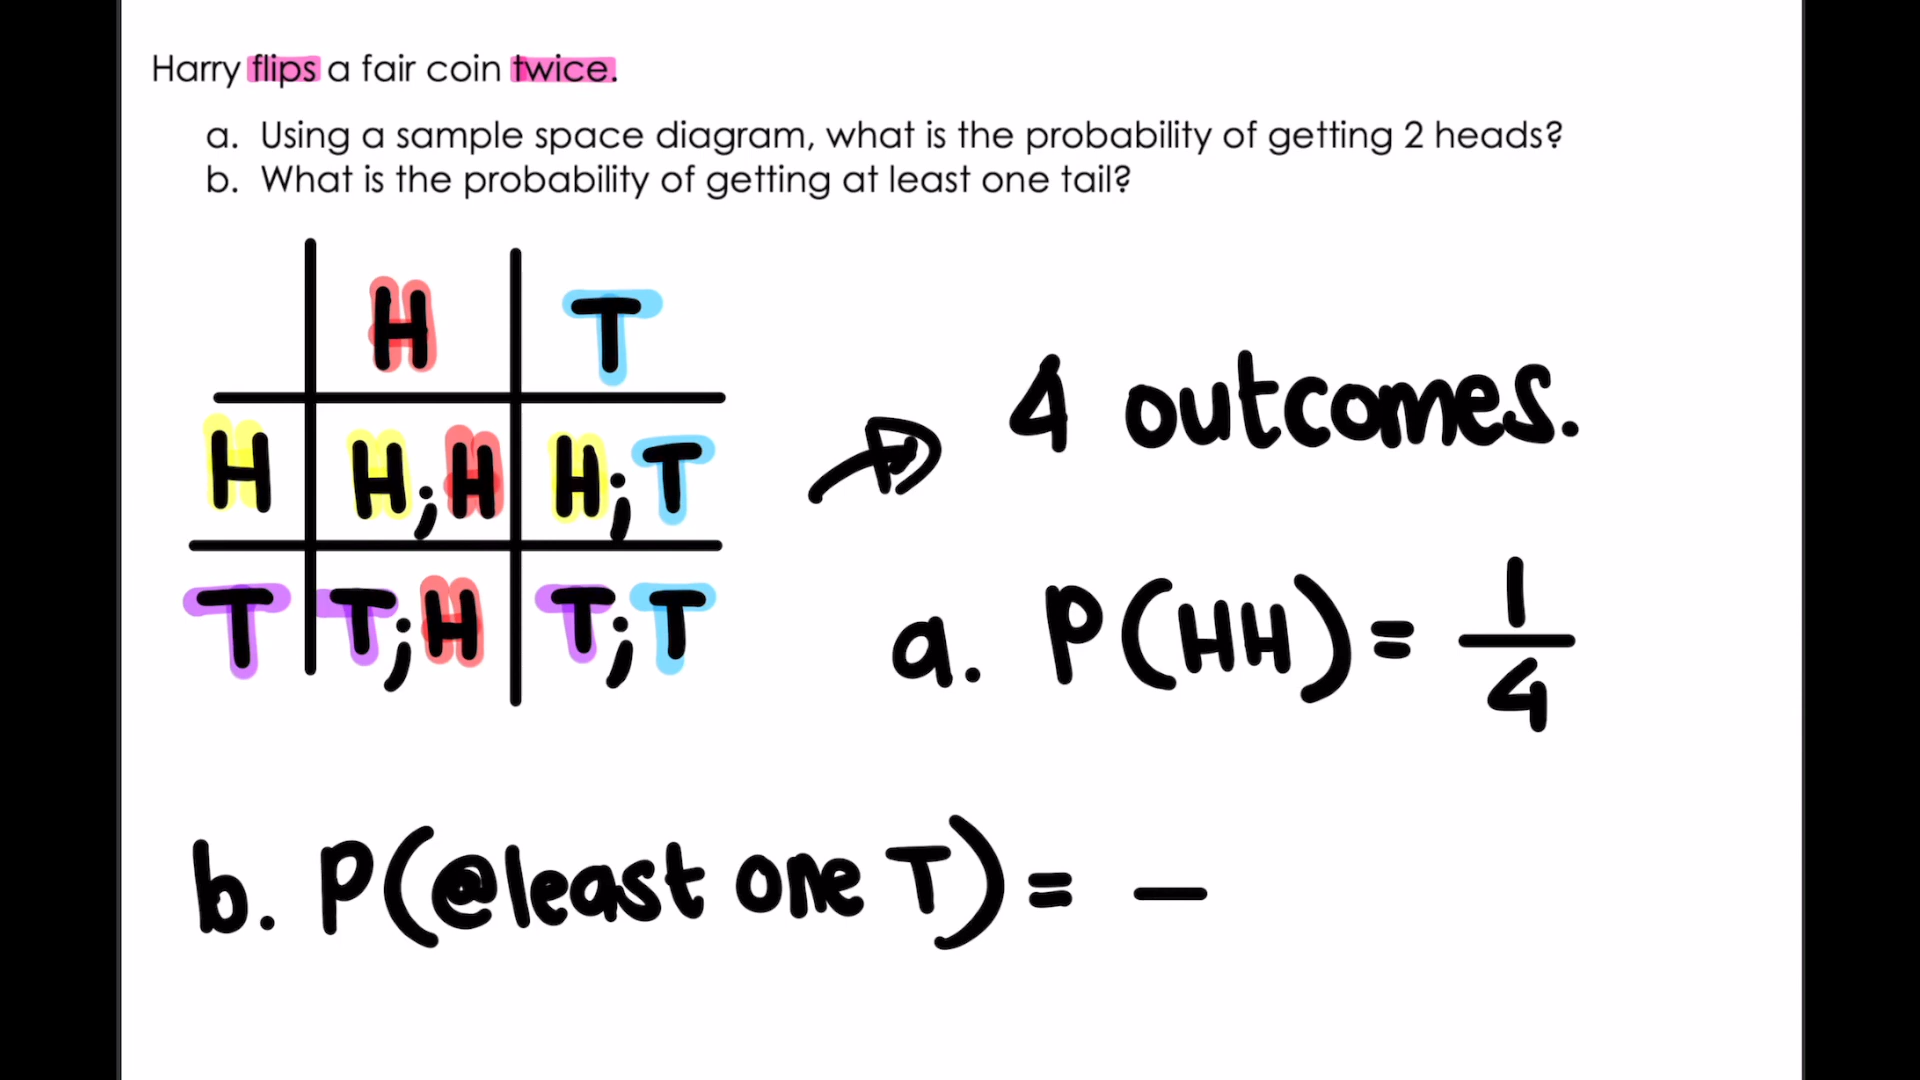 Harry flips a fair coin twice.
a. Using a sample space diagram, what is the probability of getting 2 heads?
b. What is the probability of getting at least one tail?
H T
H H;H H;T
T T;H T;T
4 outcomes.
a. P(HH) = 1/4
b. P(@least one T) = —